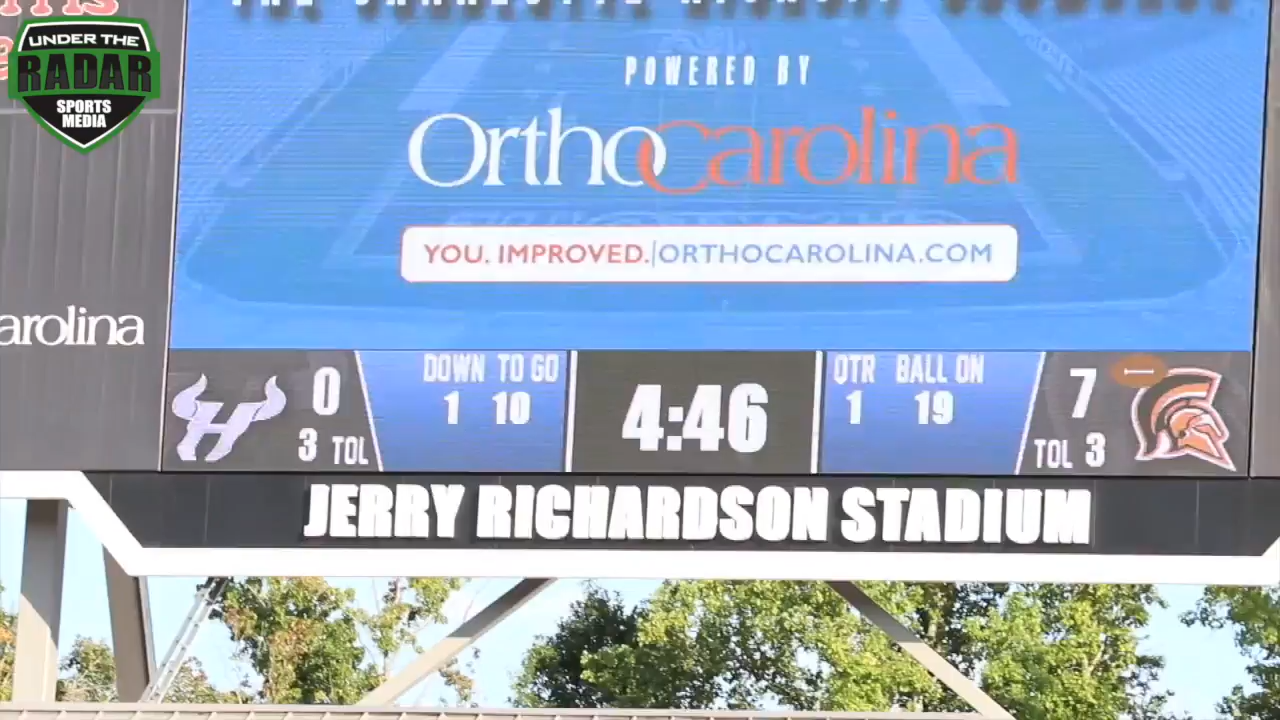 POWERED BY
OrthoCarolina
YOU. IMPROVED.|ORTHOCAROLINA.COM
UNDER THE
RADAR
SPORTS
MEDIA
arolina
H
0
3 TOL
DOWN TO GO
1 10
4:46
QTR BALL ON
1 19
7
TOL 3
JERRY RICHARDSON STADIUM